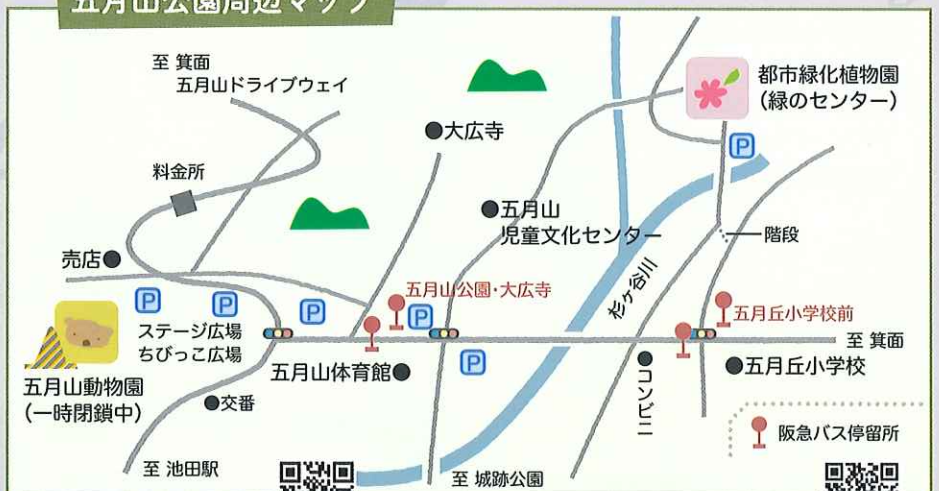 五月山公園周辺マップ
至 箕面
五月山ドライブウェイ
都市緑化植物園
(緑のセンター)
P
大広寺
料金所
五月山
児童文化センター
階段
売店
五月山公園・大広寺
杉ヶ谷川
五月丘小学校前
P
P
P
P
ステージ広場
ちびっこ広場
至 箕面
五月山動物園
(一時閉鎖中)
五月山体育館
P
コンビニ
五月丘小学校
交番
阪急バス停留所
至 池田駅
至 城跡公園